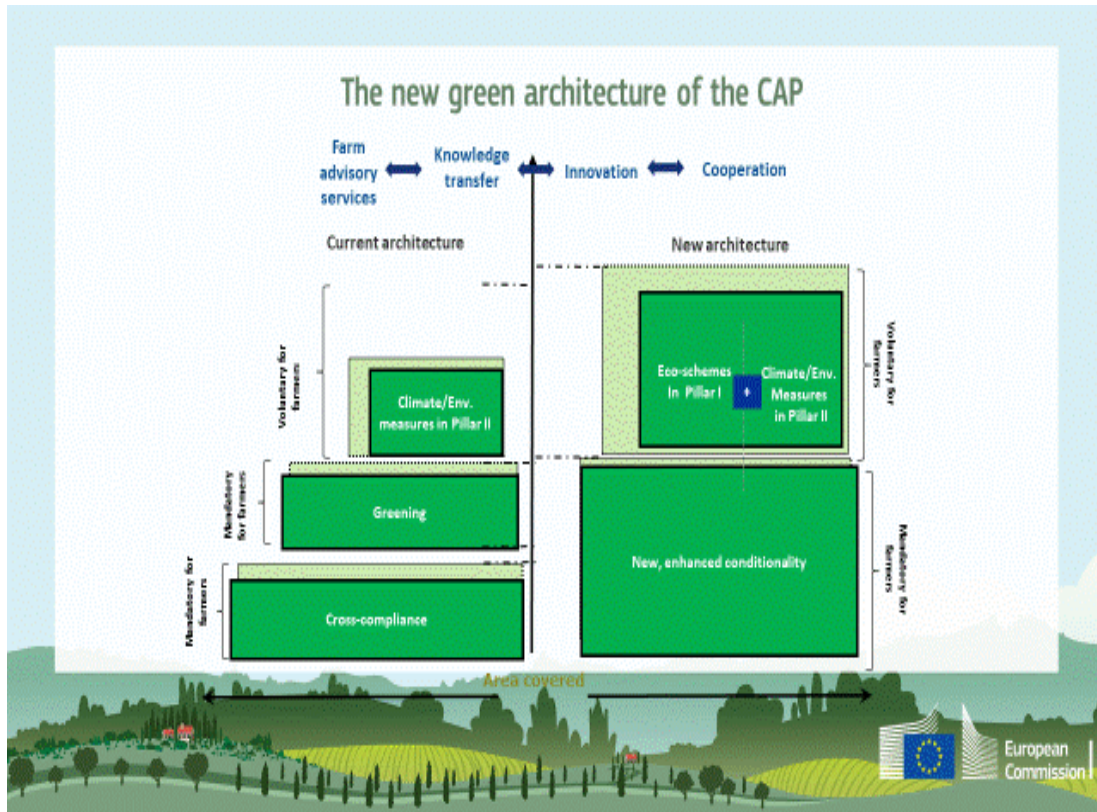 The new green architecture of the CAP
Farm
advisory
services
Knowledge
transfer
Innovation
Cooperation
Current architecture
New architecture
Voluntary for
farmers
Climate/Env.
measures in Pillar II
Mandatory
for farmers
Greening
Mandatory for
farmers
Cross-compliance
Eco-schemes
In Pillar I
+
Climate/Env.
Measures
in Pillar II
Voluntary for
farmers
New, enhanced conditionality
Mandatory for
farmers
Area covered
European
Commission